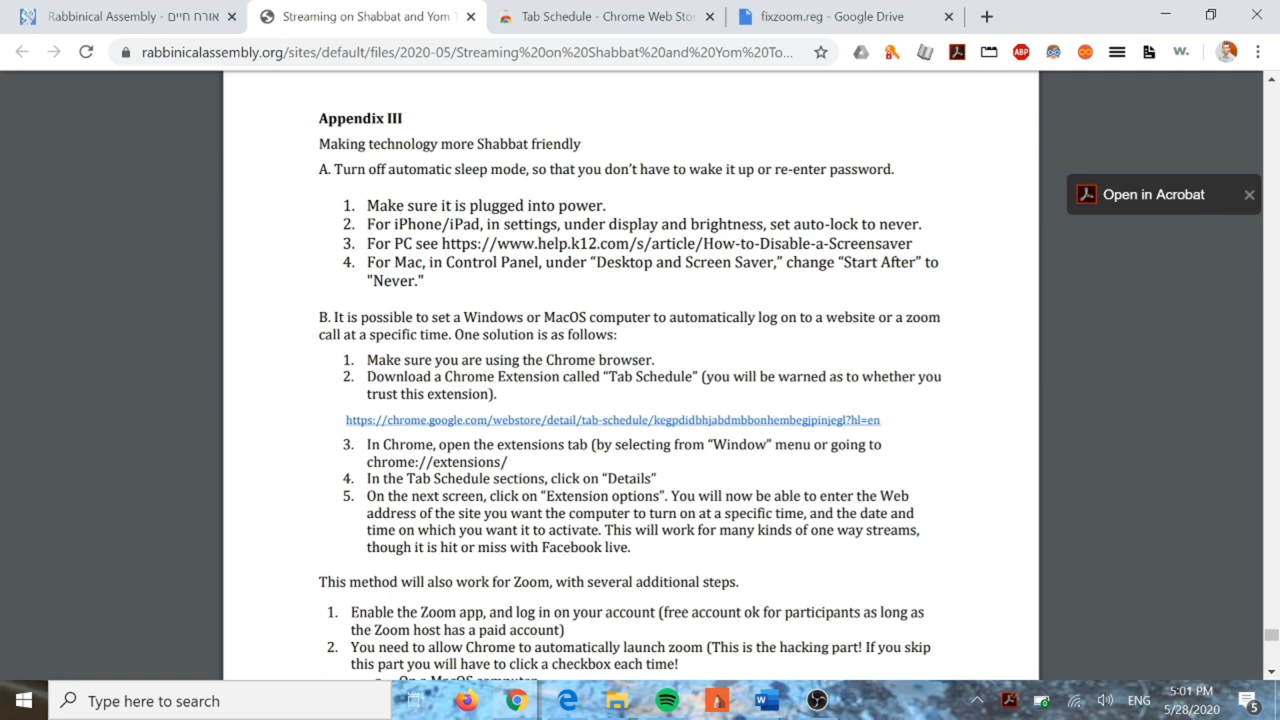 Rabbinical Assembly - אורח חיים
Streaming on Shabbat and Yom T
Tab Schedule - Chrome Web Sto
fixzoom.reg - Google Drive
rabbinicalassembly.org/sites/default/files/2020-05/Streaming%20on%20Shabbat%20and%20Yom%20To...
ABP
w.
Appendix III
Making technology more Shabbat friendly
A. Turn off automatic sleep mode, so that you don't have to wake it up or re-enter password.
Open in Acrobat
1. Make sure it is plugged into power.
2. For iPhone/iPad, in settings, under display and brightness, set auto-lock to never.
3. For PC see https://www.help.k12.com/s/article/How-to-Disable-a-Screensaver
4. For Mac, in Control Panel, under “Desktop and Screen Saver,” change “Start After” to
"Never."
B. It is possible to set a Windows or MacOS computer to automatically log on to a website or a zoom
call at a specific time. One solution is as follows:
1. Make sure you are using the Chrome browser.
2. Download a Chrome Extension called “Tab Schedule” (you will be warned as to whether you
trust this extension).
https://chrome.google.com/webstore/detail/tab-schedule/kegpdidbhjabdmbbonhembegjpinjegl?hl=en
3. In Chrome, open the extensions tab (by selecting from “Window” menu or going to
chrome://extensions/
4. In the Tab Schedule sections, click on “Details”
5. On the next screen, click on “Extension options”. You will now be able to enter the Web
address of the site you want the computer to turn on at a specific time, and the date and
time on which you want it to activate. This will work for many kinds of one way streams,
though it is hit or miss with Facebook live.
This method will also work for Zoom, with several additional steps.
1. Enable the Zoom app, and log in on your account (free account ok for participants as long as
the Zoom host has a paid account)
2. You need to allow Chrome to automatically launch zoom (This is the hacking part! If you skip
this part you will have to click a checkbox each time!
On a MacOS computer
Type here to search
ENG
5:01 PM
5/28/2020
5